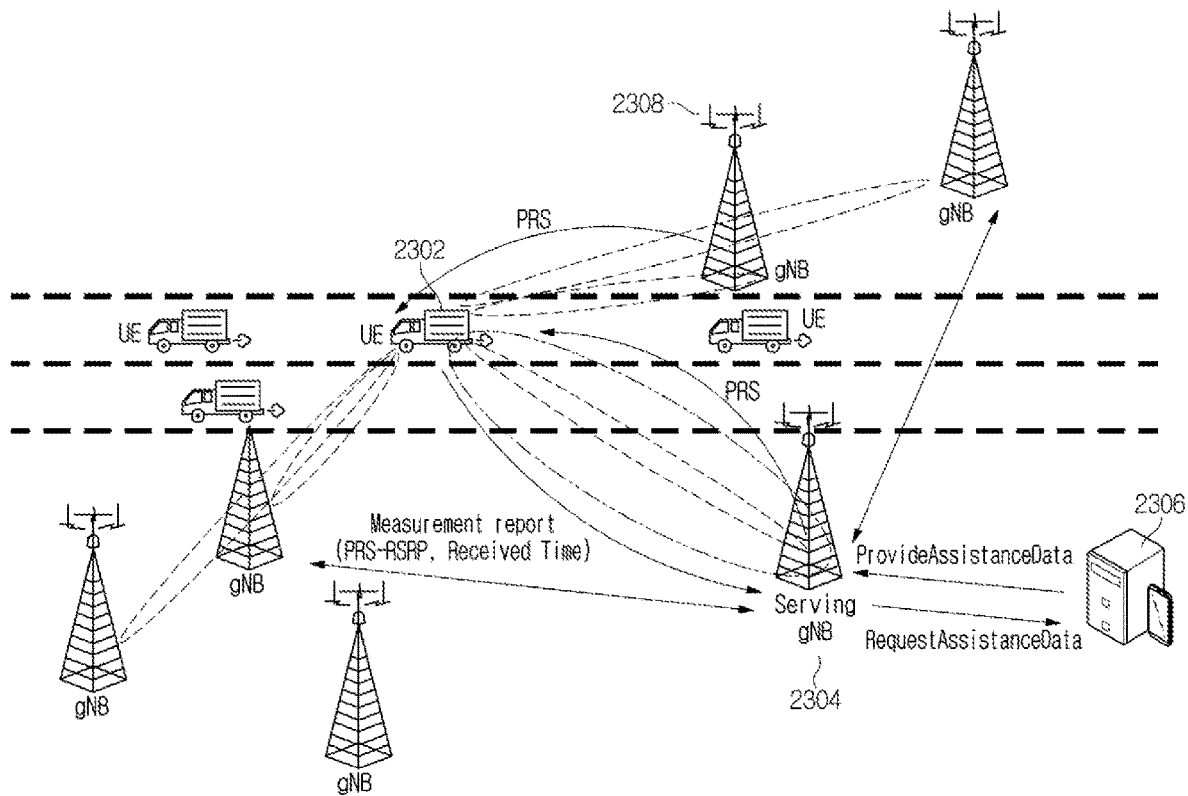 2308
gNB
PRS
2302
gNB
UE
UE
UE
PRS
2306
Measurement report
(PRS-RSRP, Received Time)
ProvideAssistanceData
gNB
Serving
gNB
RequestAssistanceData
2304
gNB
gNB